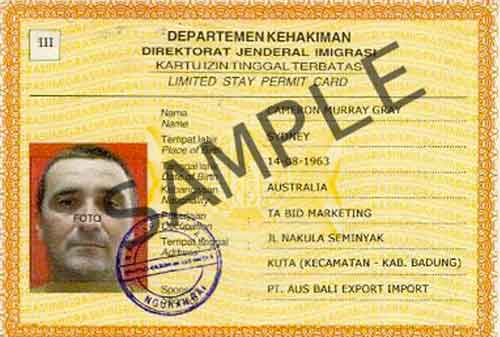 III
DEPARTEMEN KEHAKIMAN
DIREKTORAT JENDERAL IMIGRASI
KARTU IZIN TINGGAL TERBATAS
LIMITED STAY PERMIT CARD
Nama CAMERON MURRAY GRAY
Name
Tempat lahir SYDNEY
Place of Birth
Tanggal lahir 14-08-1963
Date of Birth
Kebangsaan AUSTRALIA
Nationality
Pekerjaan TA BID MARKETING
Occupation
Tempat tinggal JL NAKULA SEMINYAK
Address
KUTA (KECAMATAN - KAB. BADUNG)
PT. AUS BALI EXPORT IMPORT
FOTO
SAMPLE